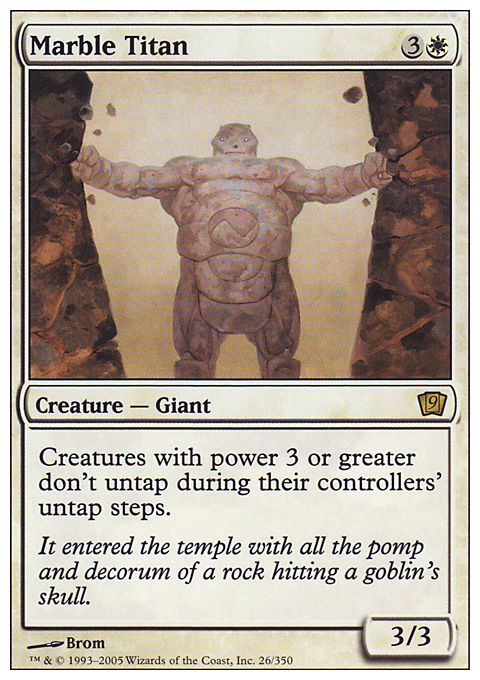 Marble Titan 3
Creature — Giant 9
Creatures with power 3 or greater
don't untap during their controllers'
untap steps.
It entered the temple with all the pomp
and decorum of a rock hitting a goblin's
skull.
Brom
3/3
™ & © 1993–2005 Wizards of the Coast, Inc. 26/350